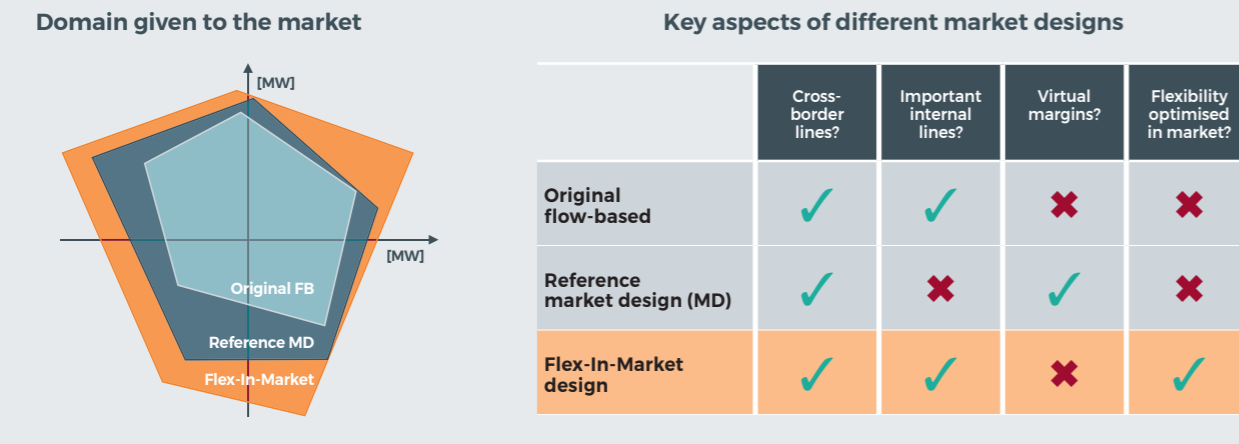 Domain given to the market
[MW]
[MW]
Original FB
Reference MD
Flex-In-Market
Key aspects of different market designs
Cross-
border
lines?
Important
internal
lines?
Virtual
margins?
Flexibility
optimised
in market?
Original
flow-based
Reference
market design (MD)
Flex-In-Market
design